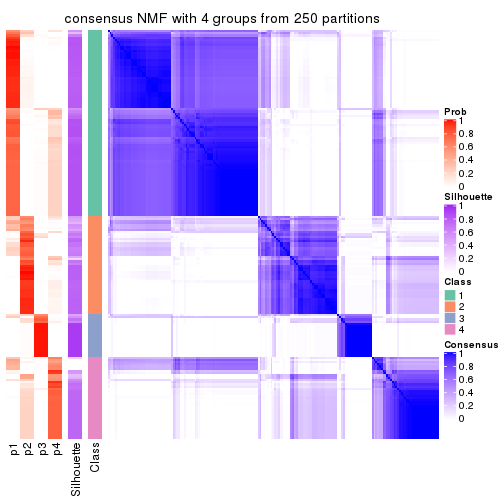 consensus NMF with 4 groups from 250 partitions
Prob
1
0.8
0.6
0.4
0.2
0
Silhouette
1
0.8
0.6
0.4
0.2
0
Class
1
2
3
4
Consensus
1
0.8
0.6
0.4
0.2
0
p1
p2
p3
p4
Silhouette
Class